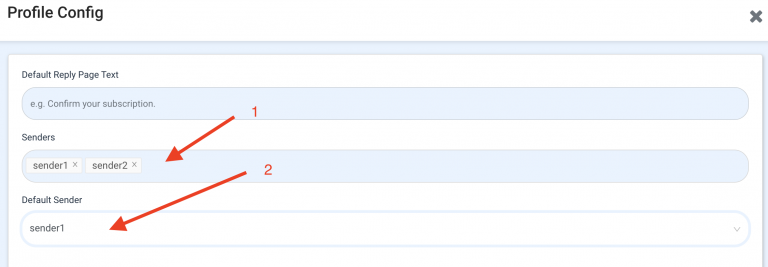 Profile Config
Default Reply Page Text
e.g. Confirm your subscription.
1
Senders
sender1 × sender2 ×
2
Default Sender
sender1